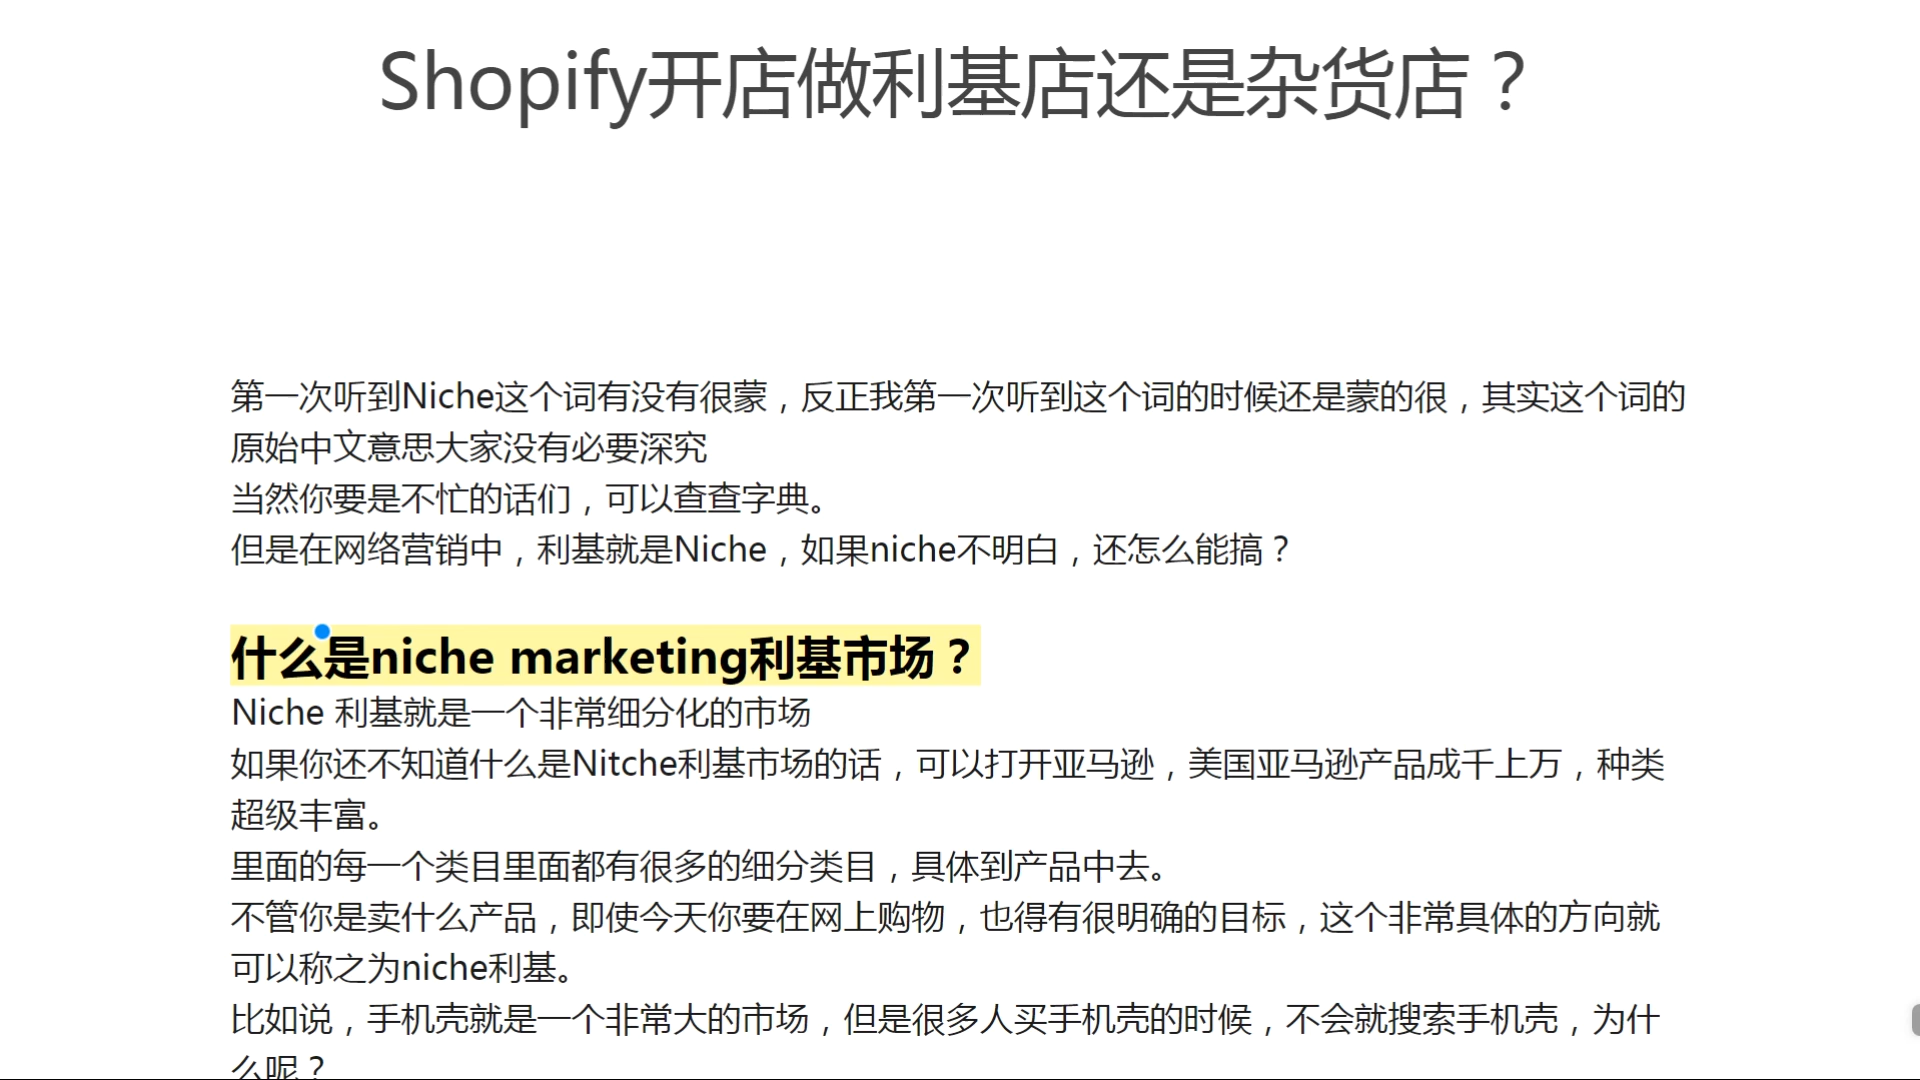 Shopify开店做利基店还是杂货店？
第一次听到Niche这个词有没有很蒙，反正我第一次听到这个词的时候还是蒙的很，其实这个词的
原始中文意思大家没有必要深究
当然你要是不忙的话们，可以查查字典。
但是在网络营销中，利基就是Niche，如果niche不明白，还怎么能搞？
什么是niche marketing利基市场？
Niche 利基就是一个非常细分化的市场
如果你还不知道什么是Nitche利基市场的话，可以打开亚马逊，美国亚马逊产品成千上万，种类
超级丰富。
里面的每一个类目里面都有很多的细分类目，具体到产品中去。
不管你是卖什么产品，即使今天你要在网上购物，也得有很明确的目标，这个非常具体的方向就
可以称之为niche利基。
比如说，手机壳就是一个非常大的市场，但是很多人买手机壳的时候，不会就搜索手机壳，为什
么呢？